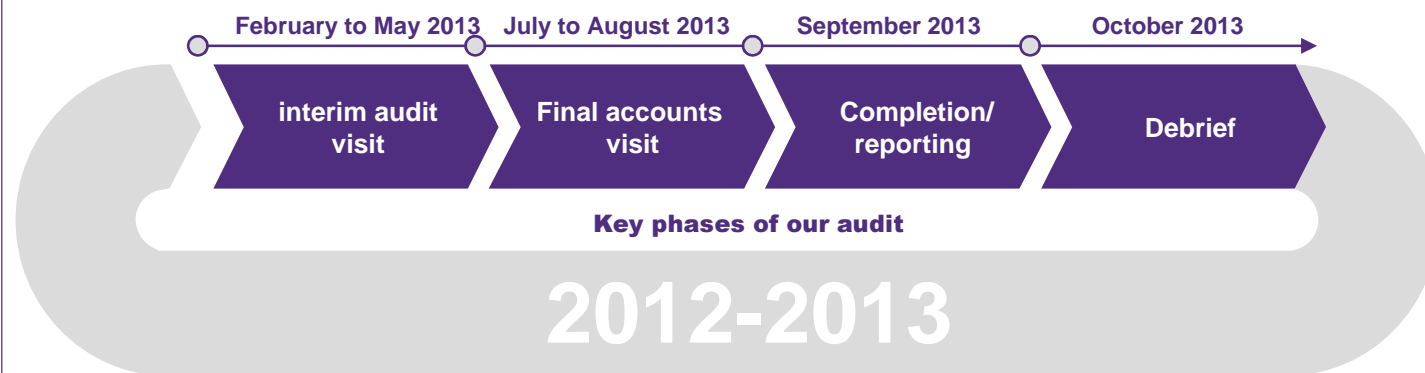 February to May 2013 July to August 2013 September 2013 October 2013
interim audit
visit
Final accounts
visit
Completion/
reporting
Debrief
Key phases of our audit
2012-2013